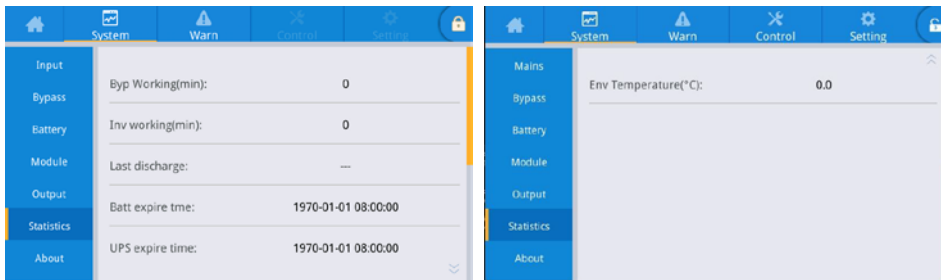 System Warn Control Setting
Input
Bypass
Battery
Module
Output
Statistics
About
Byp Working(min): 0
Inv working(min): 0
Last discharge: ---
Batt expire tme: 1970-01-01 08:00:00
UPS expire time: 1970-01-01 08:00:00
System Warn Control Setting
Mains
Bypass
Battery
Module
Output
Statistics
About
Env Temperature(°C): 0.0